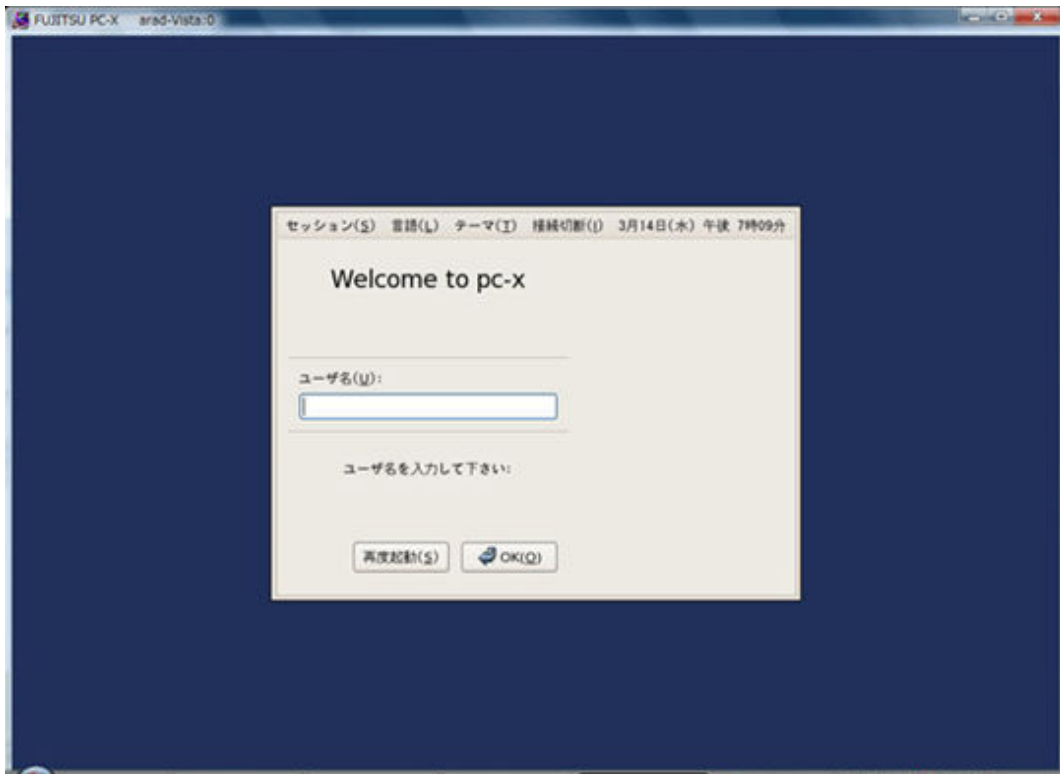 FUJITSU PC-X arad-Vista:0
セッション(S) 言語(L) テーマ(T) 接続切断(I) 3月14日(水) 午後 7時09分
Welcome to pc-x
ユーザ名(U):
ユーザ名を入力して下さい:
再度起動(S) OK(O)